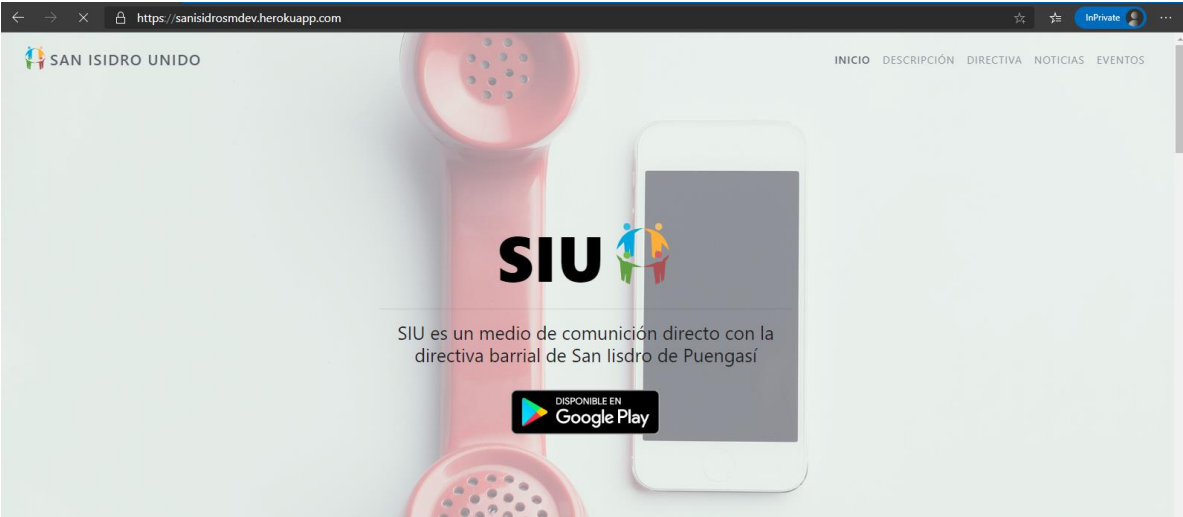 https://sanisidrosmdev.herokuapp.com
InPrivate
SAN ISIDRO UNIDO
INICIO DESCRIPCIÓN DIRECTIVA NOTICIAS EVENTOS
SIU
SIU es un medio de comunición directo con la
directiva barrial de San Iisdro de Puengasí
DISPONIBLE EN
Google Play